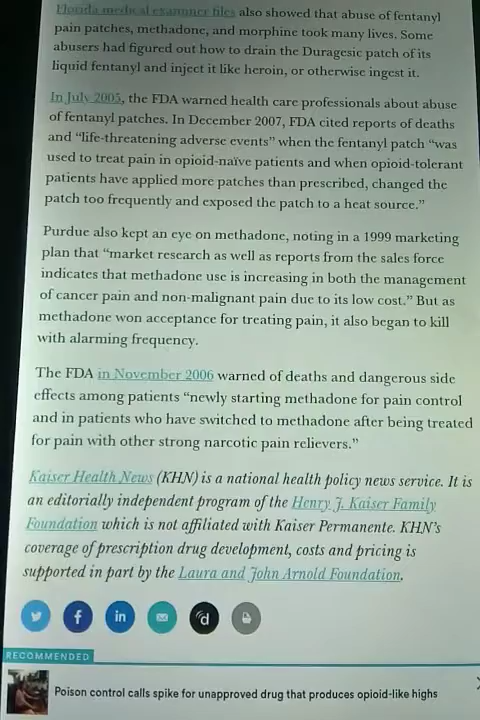 Florida medical examiner files also showed that abuse of fentanyl
pain patches, methadone, and morphine took many lives. Some
abusers had figured out how to drain the Duragesic patch of its
liquid fentanyl and inject it like heroin, or otherwise ingest it.
In July 2005, the FDA warned health care professionals about abuse
of fentanyl patches. In December 2007, FDA cited reports of deaths
and “life-threatening adverse events” when the fentanyl patch “was
used to treat pain in opioid-naïve patients and when opioid-tolerant
patients have applied more patches than prescribed, changed the
patch too frequently and exposed the patch to a heat source.”
Purdue also kept an eye on methadone, noting in a 1999 marketing
plan that “market research as well as reports from the sales force
indicates that methadone use is increasing in both the management
of cancer pain and non-malignant pain due to its low cost.” But as
methadone won acceptance for treating pain, it also began to kill
with alarming frequency.
The FDA in November 2006 warned of deaths and dangerous side
effects among patients “newly starting methadone for pain control
and in patients who have switched to methadone after being treated
for pain with other strong narcotic pain relievers.”
Kaiser Health News (KHN) is a national health policy news service. It is
an editorially independent program of the Henry J. Kaiser Family
Foundation which is not affiliated with Kaiser Permanente. KHN’s
coverage of prescription drug development, costs and pricing is
supported in part by the Laura and John Arnold Foundation.
f in d
RECOMMENDED
Poison control calls spike for unapproved drug that produces opioid-like highs